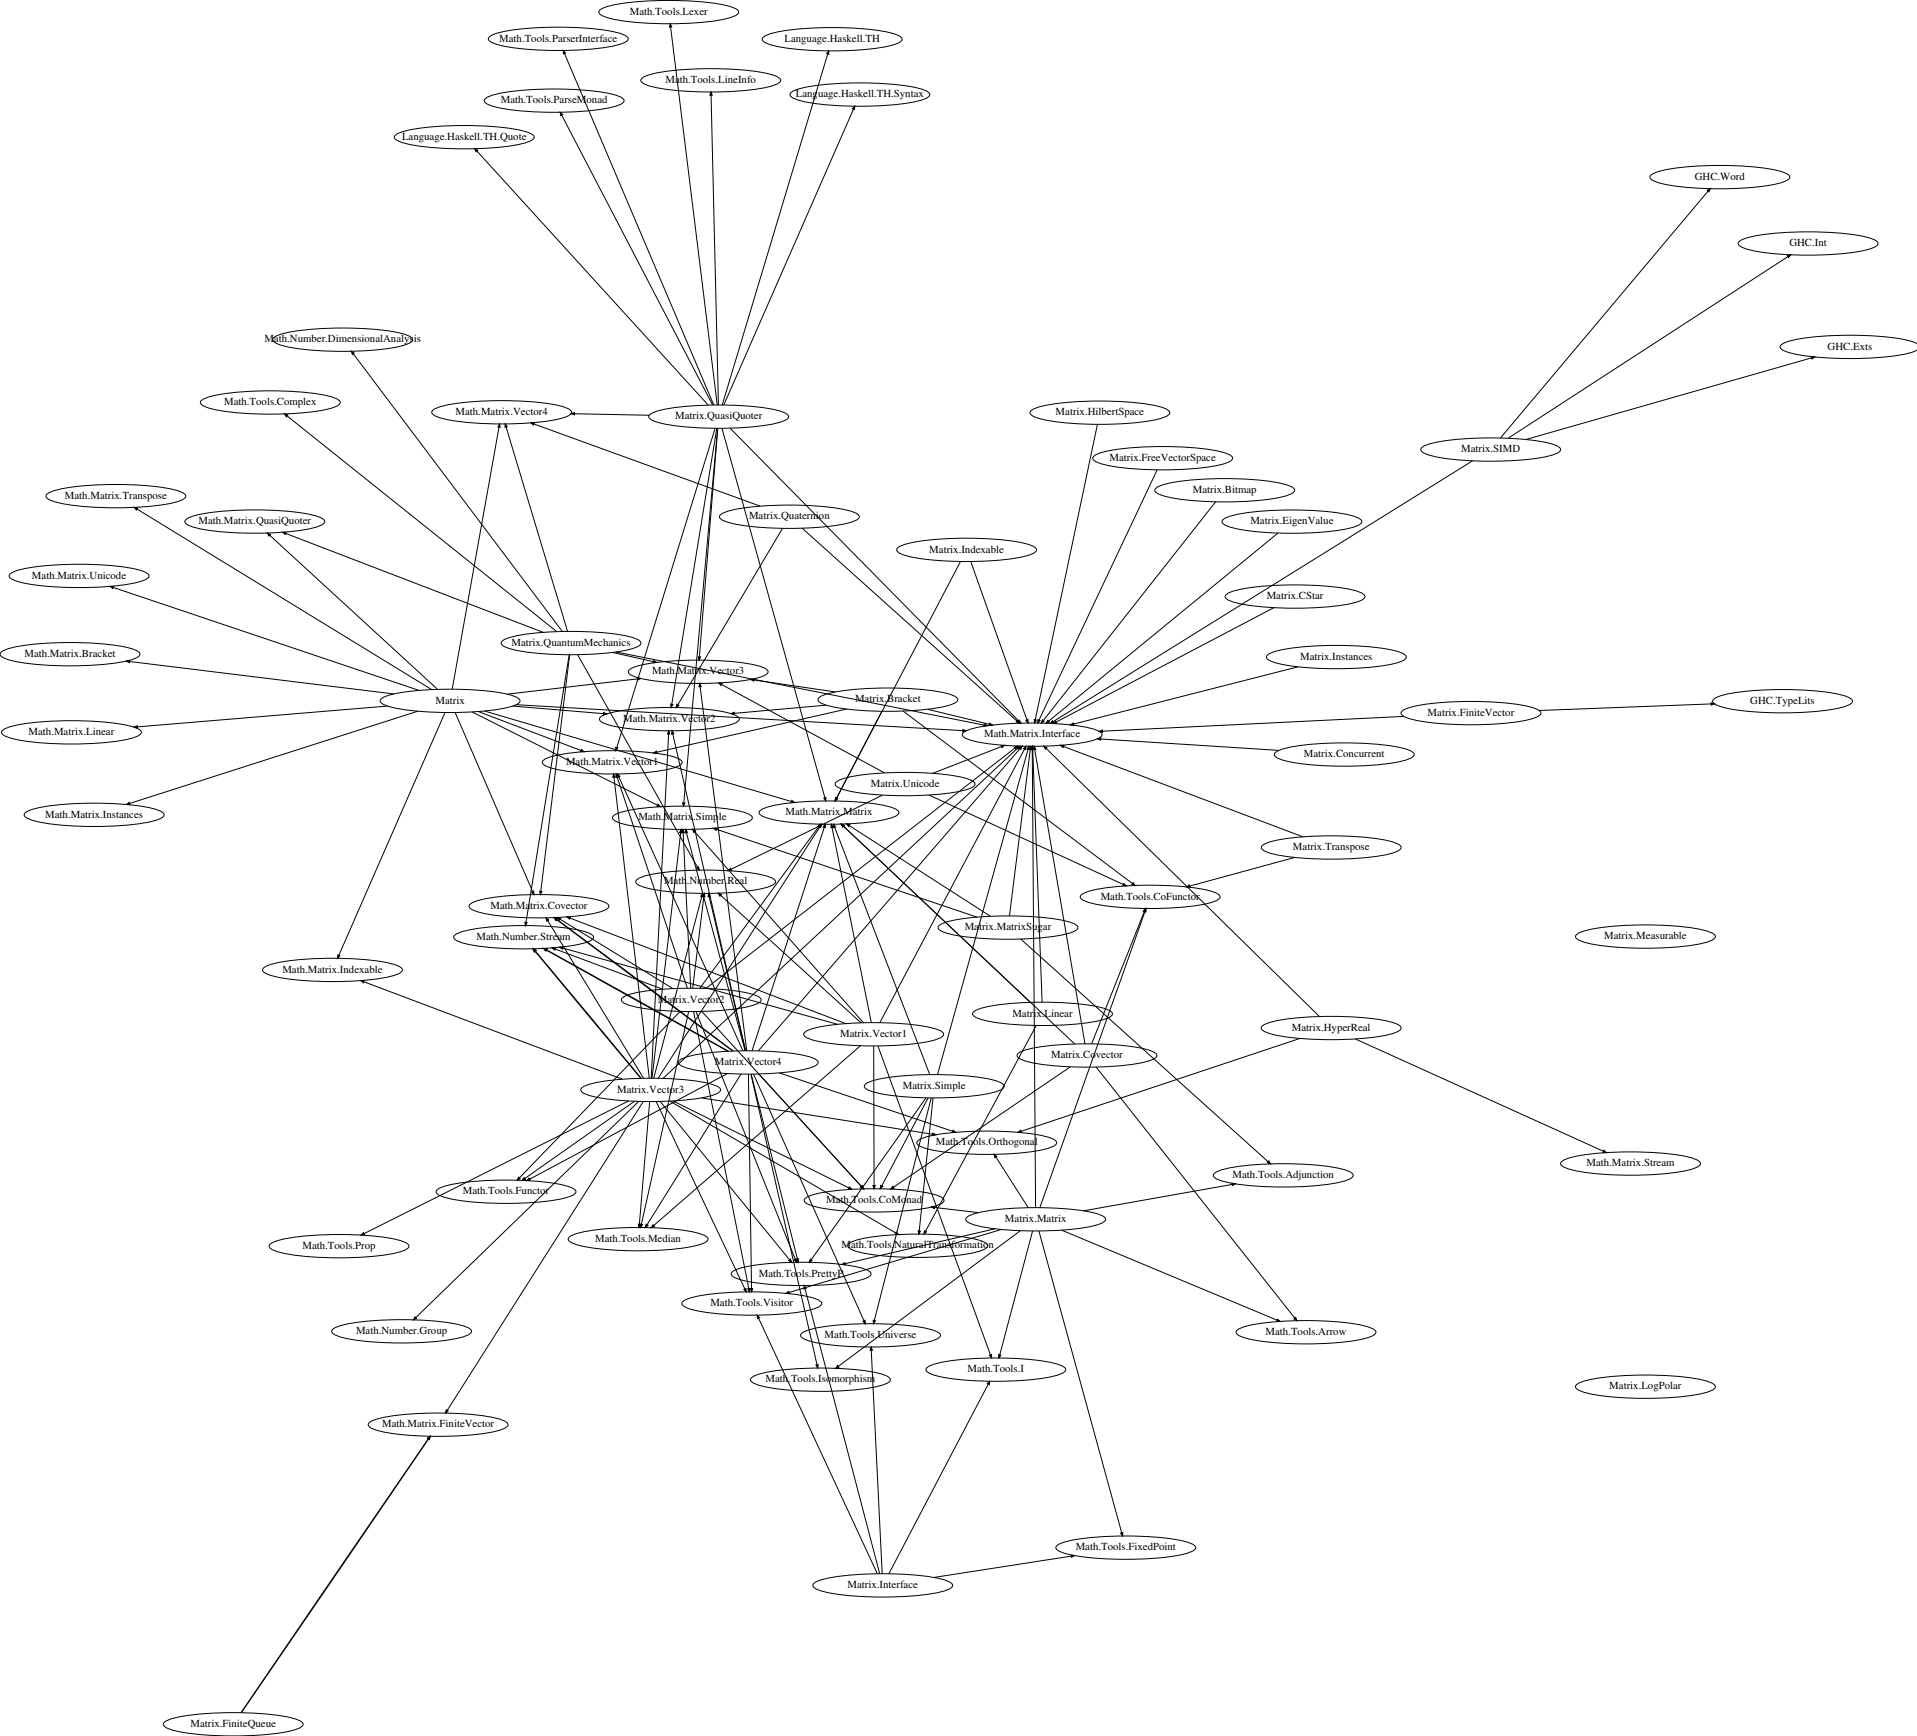 Math.Tools.Lexer
Math.Tools.ParserInterface
Language.Haskell.TH
Math.Tools.LineInfo
Language.Haskell.TH.Syntax
Math.Tools.ParseMonad
Language.Haskell.TH.Quote
GHC.Word
GHC.Int
Math.Number.DimensionalAnalysis
GHC.Exts
Math.Tools.Complex
Math.Matrix.Vector4
Matrix.QuasiQuoter
Matrix.HilbertSpace
Matrix.SIMD
Matrix.FreeVectorSpace
Matrix.Bitmap
Math.Matrix.Transpose
Math.Matrix.QuasiQuoter
Matrix.Quaternion
Matrix.EigenValue
Matrix.Indexable
Math.Matrix.Unicode
Matrix.CStar
Matrix.QuantumMechanics
Math.Matrix.Bracket
Matrix.Instances
Math.Matrix.Vector3
Matrix
Matrix.Bracket
GHC.TypeLits
Matrix.FiniteVector
Math.Matrix.Vector2
Math.Matrix.Linear
Math.Matrix.Interface
Matrix.Concurrent
Math.Matrix.Vector1
Matrix.Unicode
Math.Matrix.Instances
Math.Matrix.Simple
Math.Matrix.Matrix
Matrix.Transpose
Math.Number.Real
Math.Tools.CoFunctor
Math.Matrix.Covector
Matrix.MatrixSugar
Math.Number.Stream
Matrix.Measurable
Math.Matrix.Indexable
Matrix.Vector2
Matrix.Linear
Matrix.HyperReal
Matrix.Vector1
Matrix.Covector
Matrix.Vector4
Matrix.Vector3
Matrix.Simple
Math.Tools.Orthogonal
Math.Matrix.Stream
Math.Tools.Adjunction
Math.Tools.Functor
Math.Tools.CoMonad
Matrix.Matrix
Math.Tools.Median
Math.Tools.NaturalTransformation
Math.Tools.Prop
Math.Tools.PrettyP
Math.Tools.Visitor
Math.Number.Group
Math.Tools.Universe
Math.Tools.Arrow
Math.Tools.I
Math.Tools.Isomorphism
Matrix.LogPolar
Math.Matrix.FiniteVector
Math.Tools.FixedPoint
Matrix.Interface
Matrix.FiniteQueue